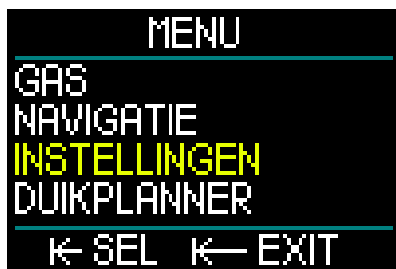 MENU
GAS
NAVIGATIE
INSTELLINGEN
DUIKPLANNER
SEL EXIT